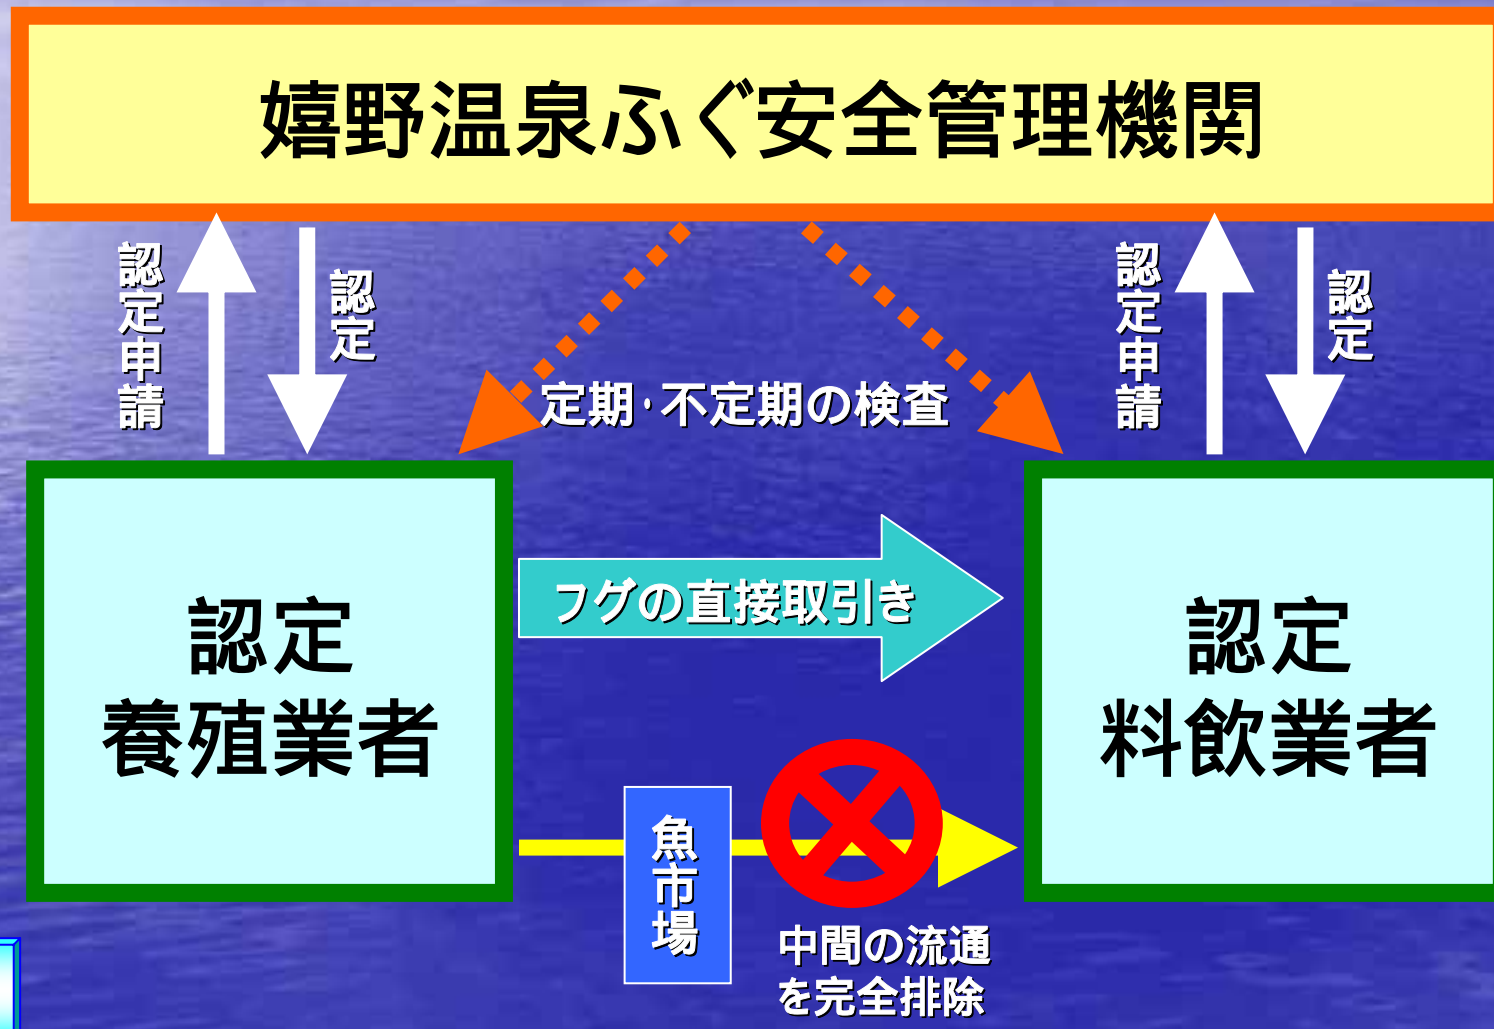 嬉野温泉ふぐ安全管理機関
認定申請
認定
認定申請
認定
定期・不定期の検査
フグの直接取引き
認定
養殖業者
認定
料飲業者
魚市場
中間の流通
を完全排除